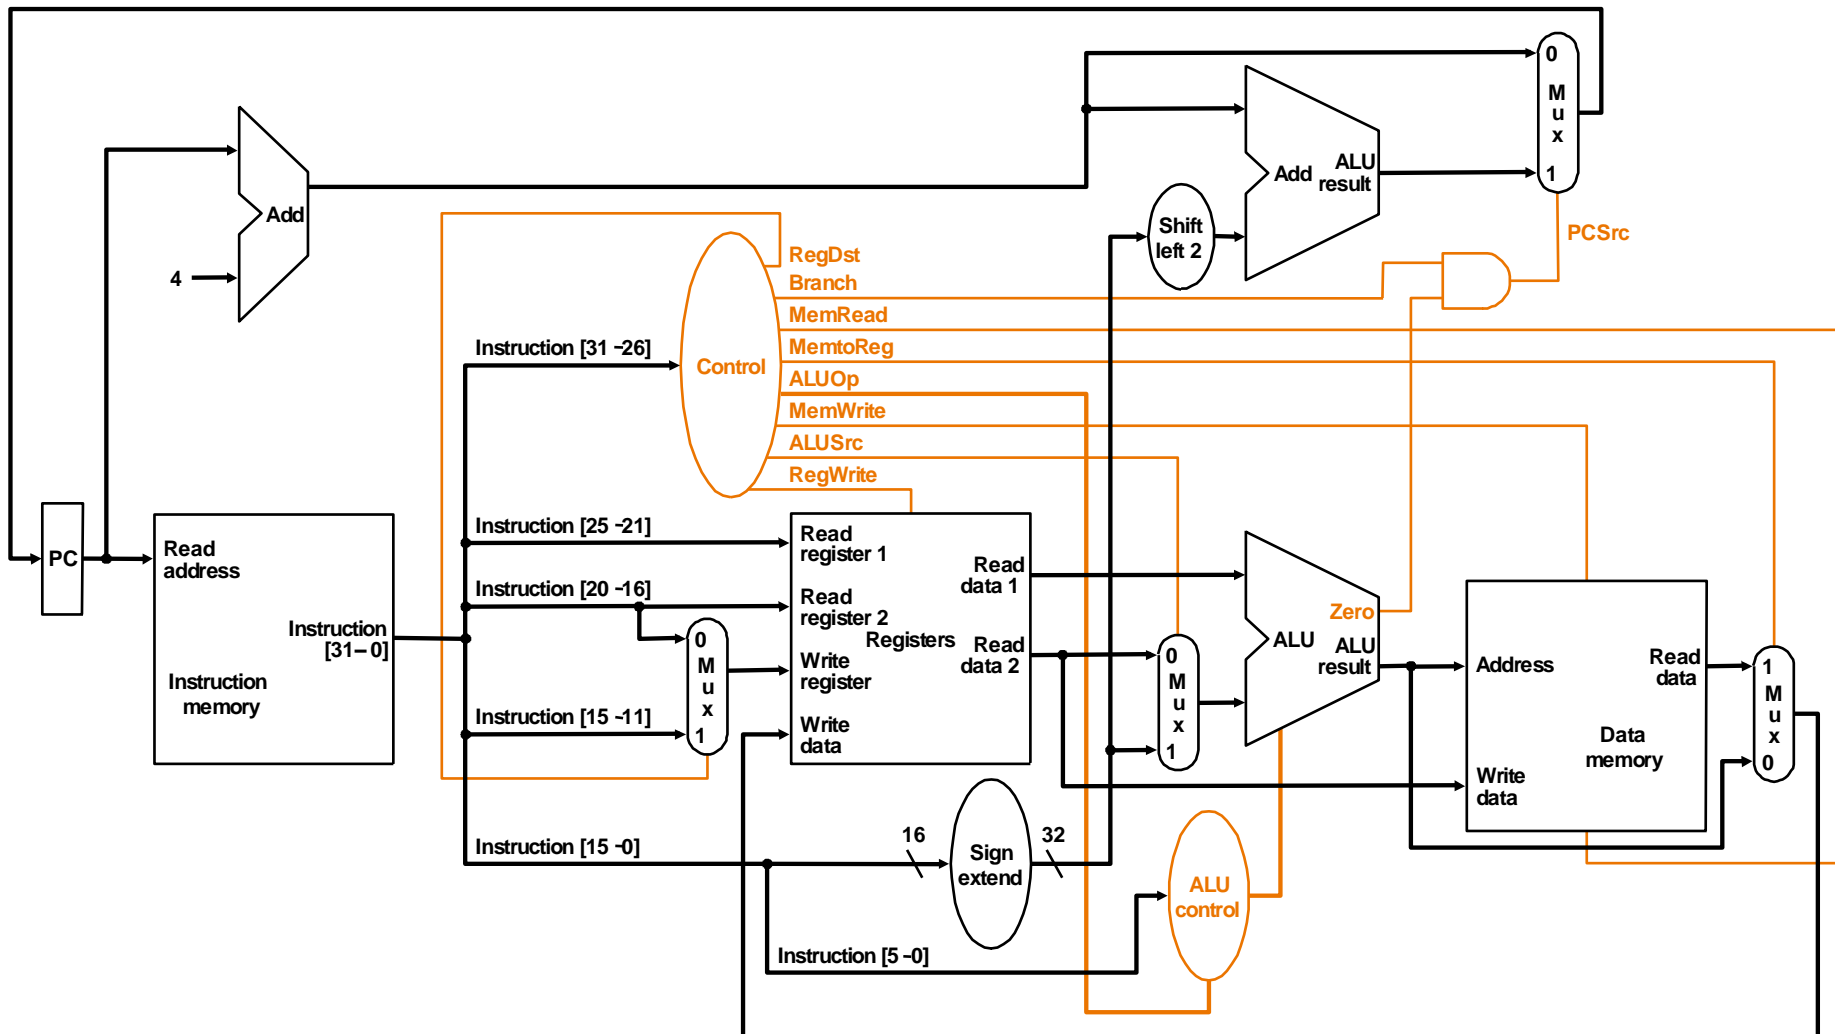 0
M
u
x
1
Add
ALU
result
Shift
left 2
PCSrc
Add
4
RegDst
Branch
MemRead
MemtoReg
ALUOp
MemWrite
ALUSrc
RegWrite
Control
Instruction [31 -26]
PC
Read
address
Instruction
[31-0]
Instruction
memory
Instruction [25 -21]
Instruction [20 -16]
Instruction [15 -11]
Instruction [15 -0]
Instruction [5 -0]
0
M
u
x
1
Read
register 1
Read
register 2
Write
register
Write
data
Registers
Read
data 1
Read
data 2
16
Sign
extend
32
0
M
u
x
1
ALU
Zero
ALU
result
ALU
control
Address
Write
data
Read
data
Data
memory
1
M
u
x
0